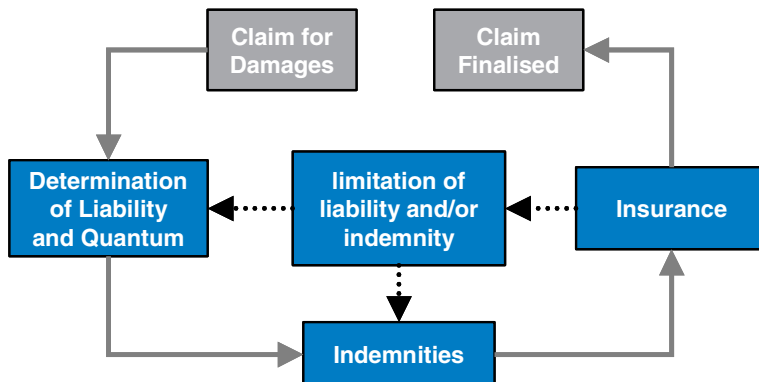 Claim for
Damages
Claim
Finalised
Determination
of Liability
and Quantum
limitation of
liability and/or
indemnity
Insurance
Indemnities